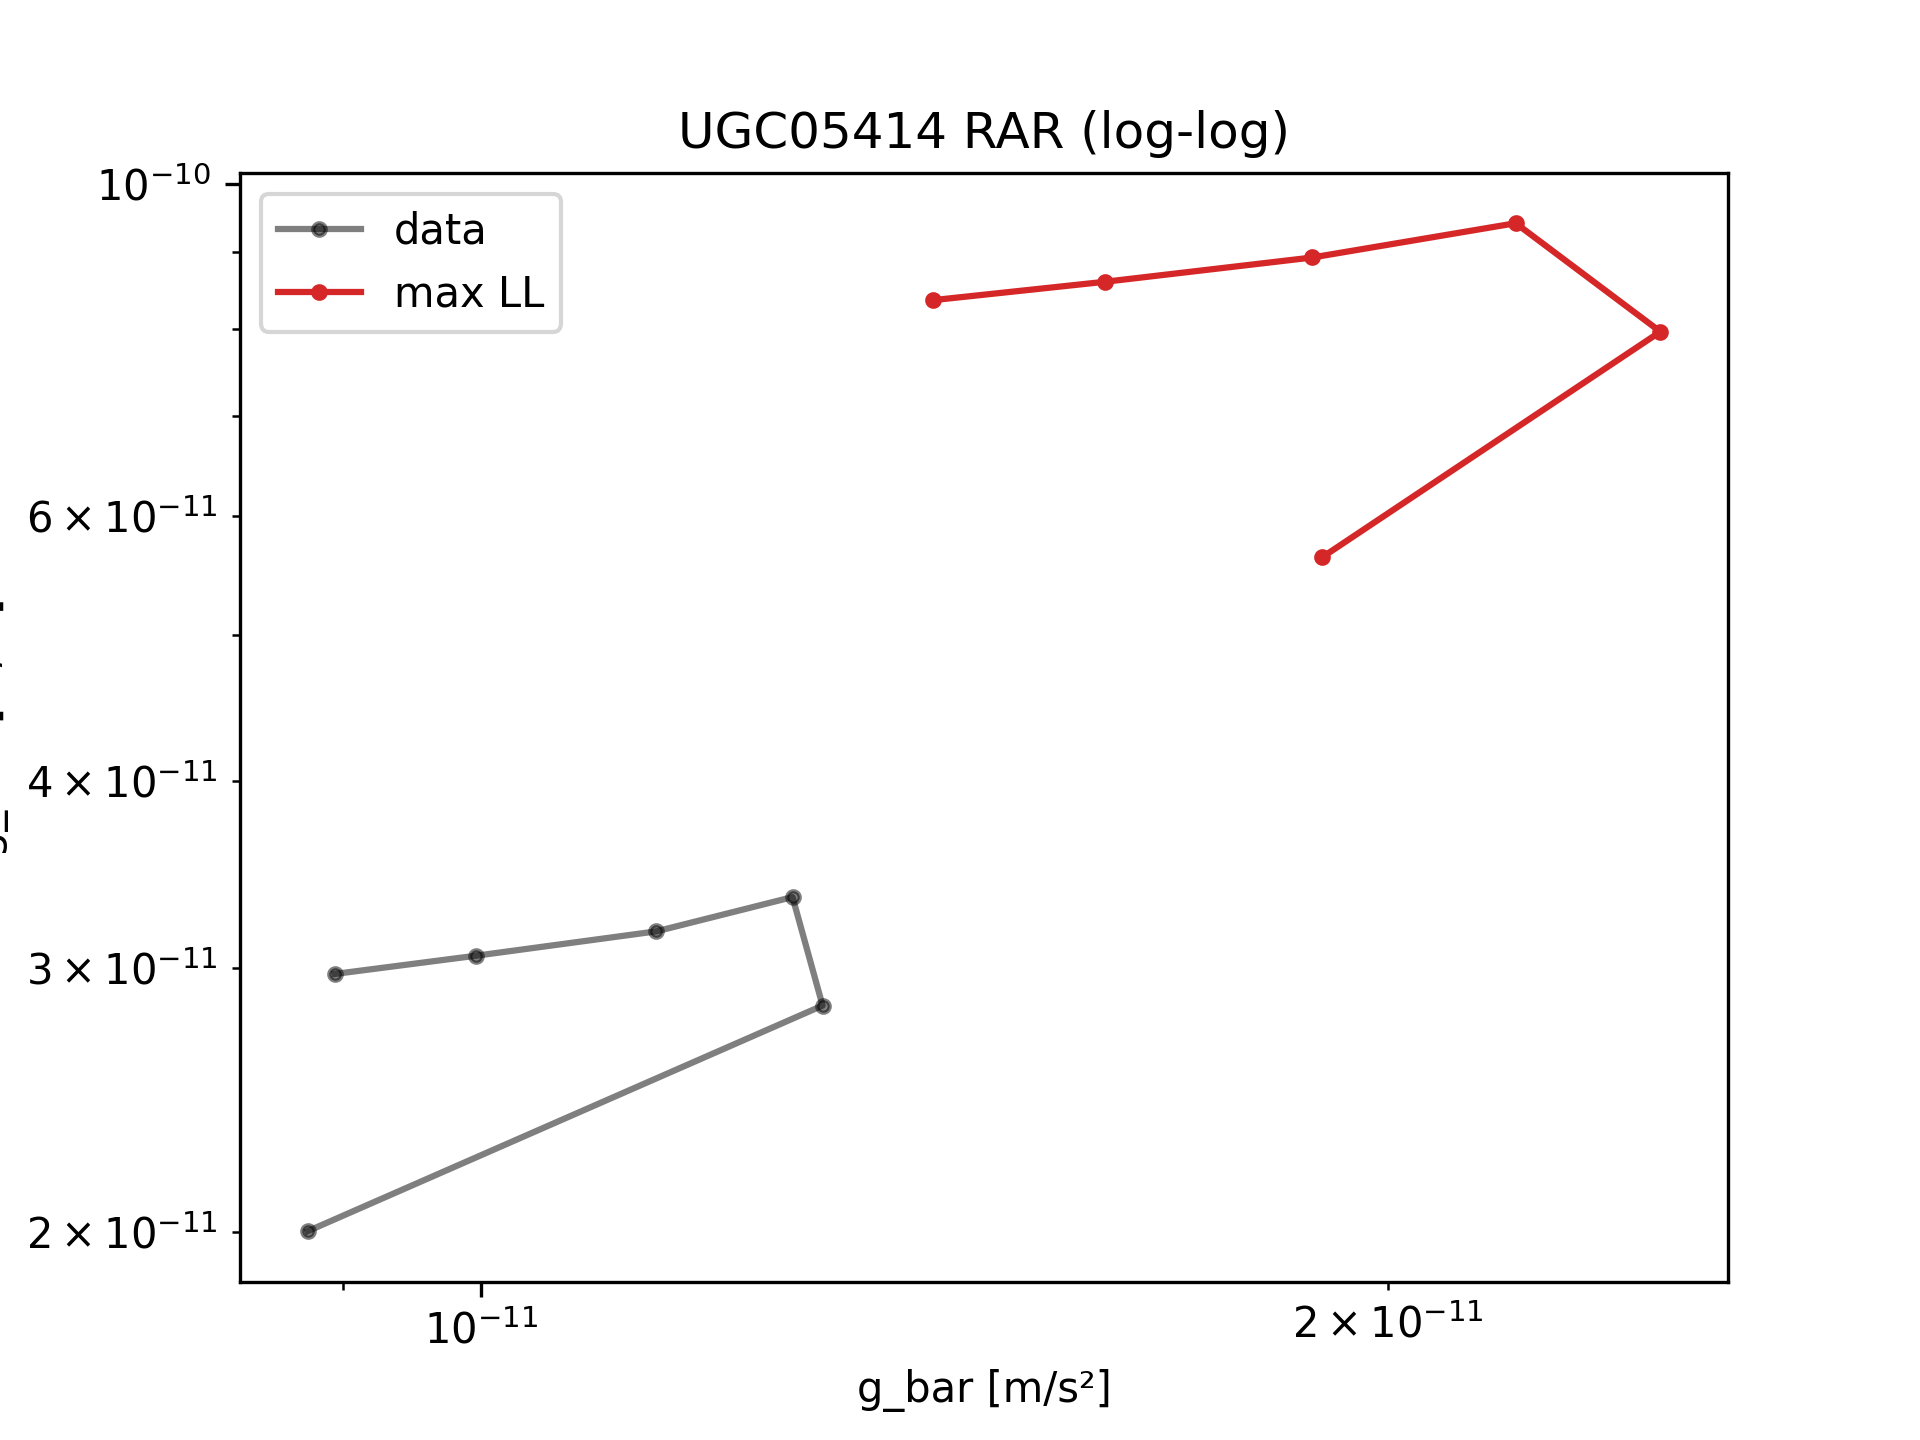 UGC05414 RAR (log-log)
data
max LL
10⁻¹⁰
6 × 10⁻¹¹
4 × 10⁻¹¹
3 × 10⁻¹¹
2 × 10⁻¹¹
10⁻¹¹
2 × 10⁻¹¹
g_bar [m/s²]